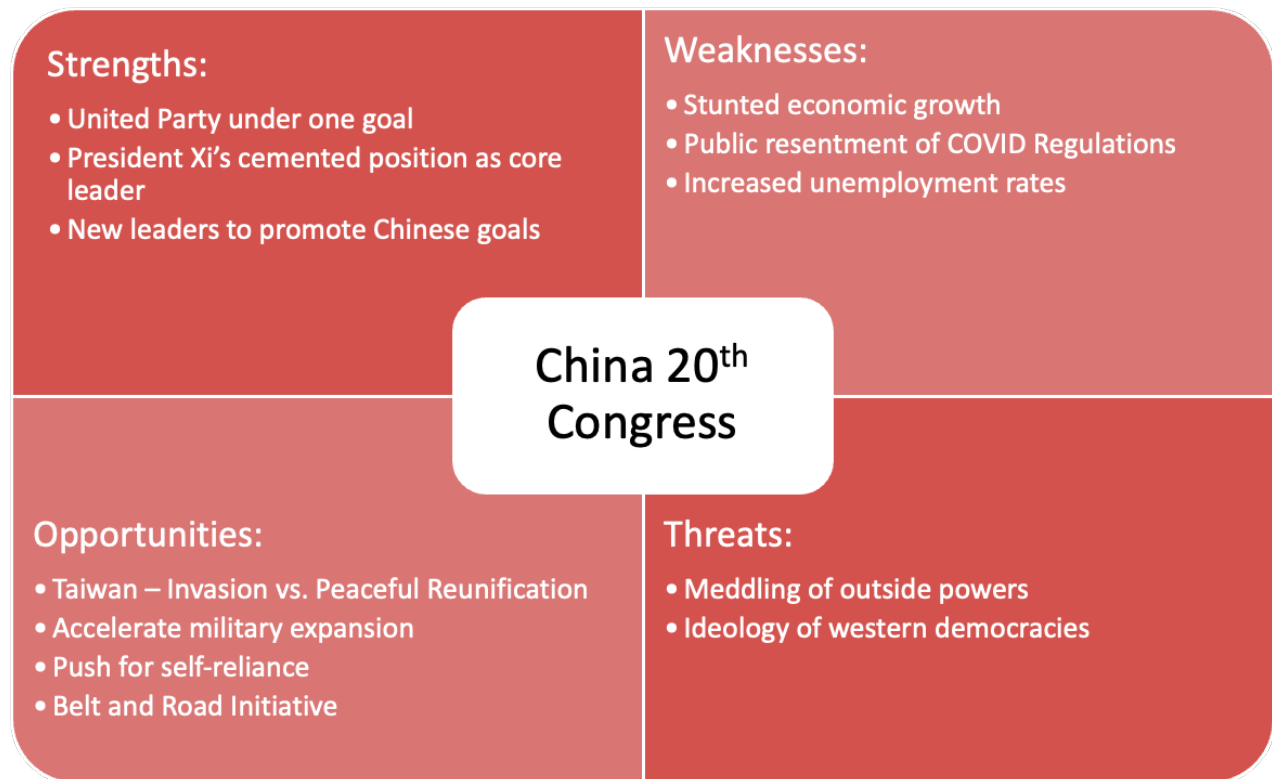 Strengths:
• United Party under one goal
• President Xi's cemented position as core
leader
• New leaders to promote Chinese goals
Weaknesses:
• Stunted economic growth
• Public resentment of COVID Regulations
• Increased unemployment rates
China 20th
Congress
Opportunities:
• Taiwan – Invasion vs. Peaceful Reunification
• Accelerate military expansion
• Push for self-reliance
• Belt and Road Initiative
Threats:
• Meddling of outside powers
• Ideology of western democracies